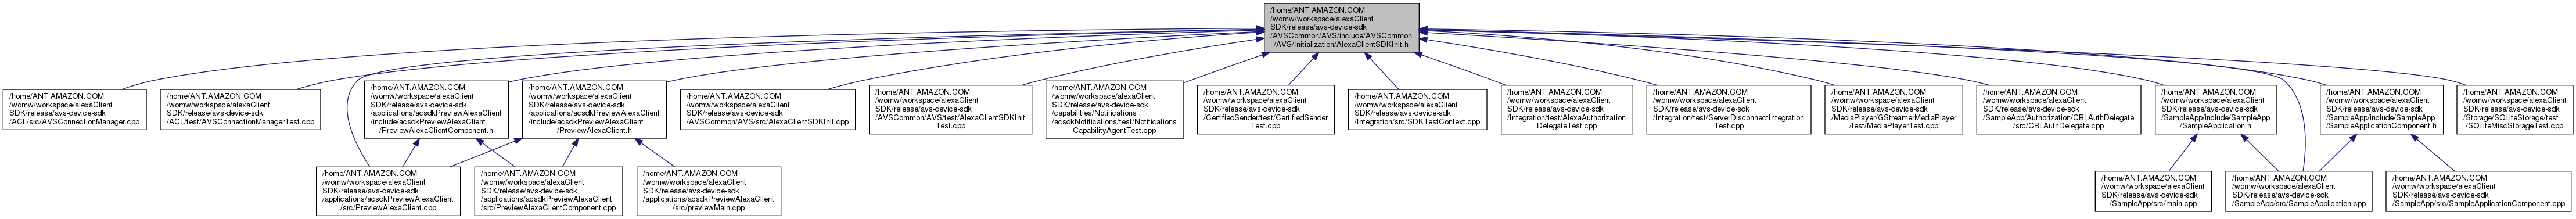 /home/ANT.AMAZON.COM
/womw/workspace/alexaClient
SDK/release/avs-device-sdk
/AVSCommon/AVS/include/AVSCommon
/AVS/Initialization/AlexaClientSDKInit.h
/home/ANT.AMAZON.COM
/womw/workspace/alexaClient
SDK/release/avs-device-sdk
/ACL/src/AVSConnectionManager.cpp
/home/ANT.AMAZON.COM
/womw/workspace/alexaClient
SDK/release/avs-device-sdk
/ACL/test/AVSConnectionManagerTest.cpp
/home/ANT.AMAZON.COM
/womw/workspace/alexaClient
SDK/release/avs-device-sdk
/applications/acsdkPreviewAlexaClient
/include/acsdkPreviewAlexaClient
/PreviewAlexaClientComponent.h
/home/ANT.AMAZON.COM
/womw/workspace/alexaClient
SDK/release/avs-device-sdk
/applications/acsdkPreviewAlexaClient
/include/acsdkPreviewAlexaClient
/PreviewAlexaClient.h
/home/ANT.AMAZON.COM
/womw/workspace/alexaClient
SDK/release/avs-device-sdk
/AVSCommon/AVS/src/AlexaClientSDKInit.cpp
/home/ANT.AMAZON.COM
/womw/workspace/alexaClient
SDK/release/avs-device-sdk
/AVSCommon/AVS/test/AlexaClientSDKInit
Test.cpp
/home/ANT.AMAZON.COM
/womw/workspace/alexaClient
SDK/release/avs-device-sdk
/capabilities/Notifications
/acsdkNotifications/test/Notifications
CapabilityAgentTest.cpp
/home/ANT.AMAZON.COM
/womw/workspace/alexaClient
SDK/release/avs-device-sdk
/CertifiedSender/test/CertifiedSender
Test.cpp
/home/ANT.AMAZON.COM
/womw/workspace/alexaClient
SDK/release/avs-device-sdk
/Integration/src/SDKTestContext.cpp
/home/ANT.AMAZON.COM
/womw/workspace/alexaClient
SDK/release/avs-device-sdk
/Integration/test/AlexaAuthorization
DelegateTest.cpp
/home/ANT.AMAZON.COM
/womw/workspace/alexaClient
SDK/release/avs-device-sdk
/Integration/test/ServerDisconnectIntegration
Test.cpp
/home/ANT.AMAZON.COM
/womw/workspace/alexaClient
SDK/release/avs-device-sdk
/MediaPlayer/GStreamerMediaPlayer
/test/MediaPlayerTest.cpp
/home/ANT.AMAZON.COM
/womw/workspace/alexaClient
SDK/release/avs-device-sdk
/SampleApp/Authorization/CBLAuthDelegate
/src/CBLAuthDelegate.cpp
/home/ANT.AMAZON.COM
/womw/workspace/alexaClient
SDK/release/avs-device-sdk
/SampleApp/include/SampleApp
/SampleApplication.h
/home/ANT.AMAZON.COM
/womw/workspace/alexaClient
SDK/release/avs-device-sdk
/SampleApp/include/SampleApp
/SampleApplicationComponent.h
/home/ANT.AMAZON.COM
/womw/workspace/alexaClient
SDK/release/avs-device-sdk
/Storage/SQLiteStorage/test
/SQLiteMiscStorageTest.cpp
/home/ANT.AMAZON.COM
/womw/workspace/alexaClient
SDK/release/avs-device-sdk
/applications/acsdkPreviewAlexaClient
/src/PreviewAlexaClient.cpp
/home/ANT.AMAZON.COM
/womw/workspace/alexaClient
SDK/release/avs-device-sdk
/applications/acsdkPreviewAlexaClient
/src/PreviewAlexaClientComponent.cpp
/home/ANT.AMAZON.COM
/womw/workspace/alexaClient
SDK/release/avs-device-sdk
/applications/acsdkPreviewAlexaClient
/src/previewMain.cpp
/home/ANT.AMAZON.COM
/womw/workspace/alexaClient
SDK/release/avs-device-sdk
/SampleApp/src/main.cpp
/home/ANT.AMAZON.COM
/womw/workspace/alexaClient
SDK/release/avs-device-sdk
/SampleApp/src/SampleApplication.cpp
/home/ANT.AMAZON.COM
/womw/workspace/alexaClient
SDK/release/avs-device-sdk
/SampleApp/src/SampleApplicationComponent.cpp